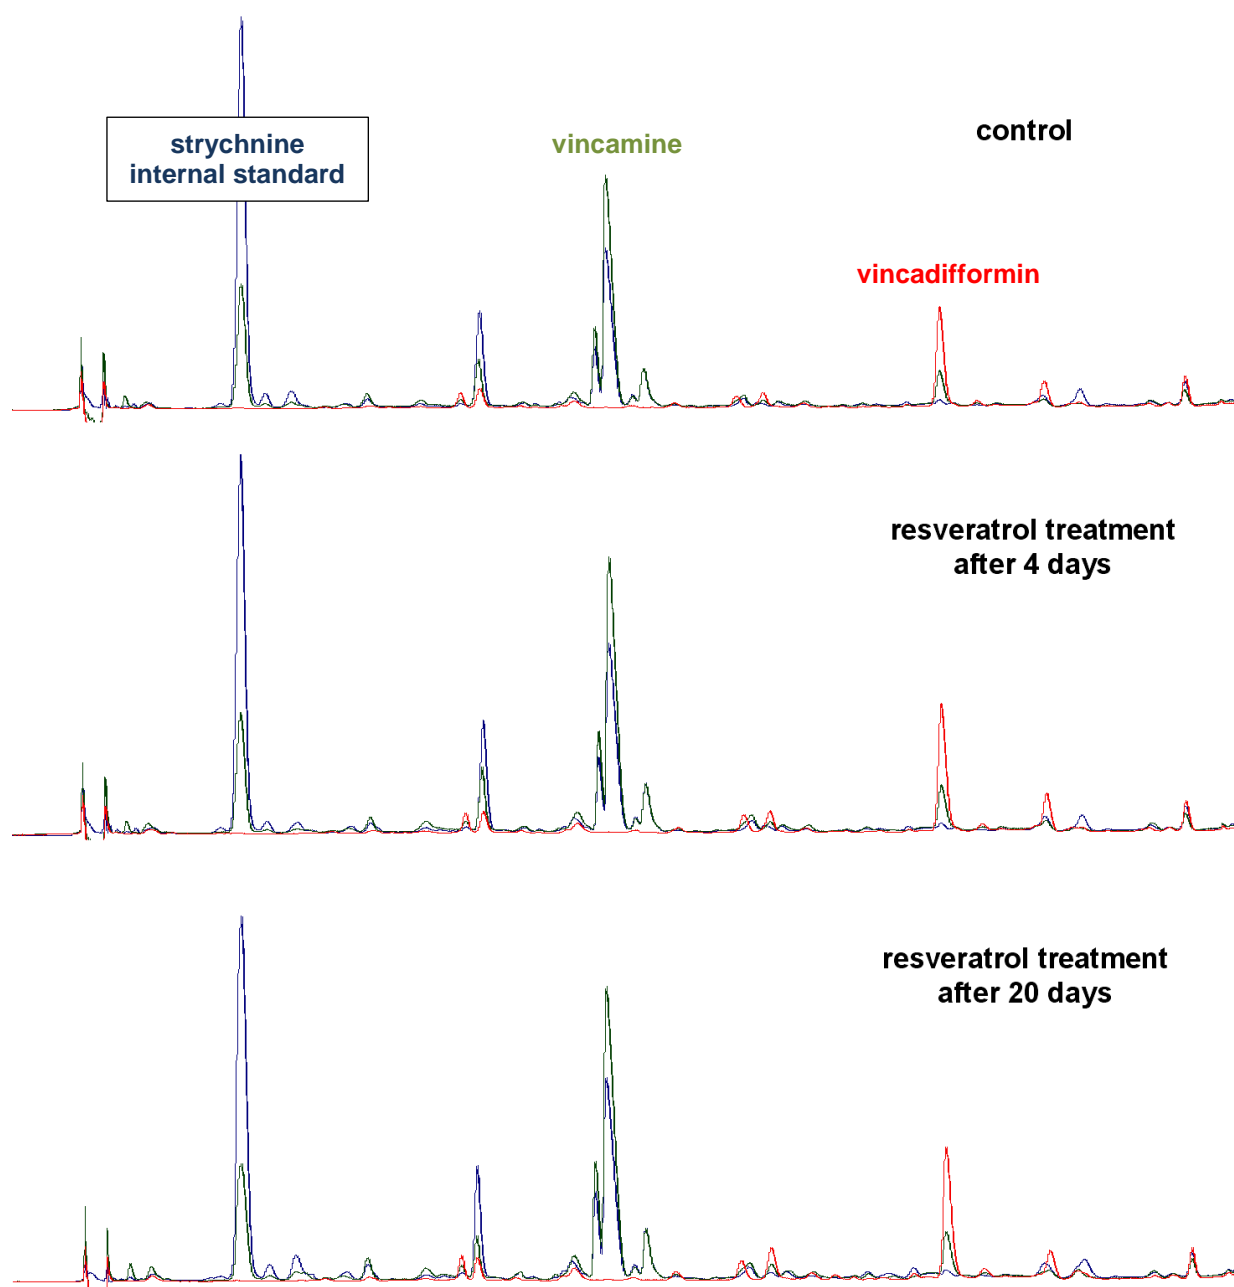 strychnine
internal standard
vincamine
control
vincadifformin
resveratrol treatment
after 4 days
resveratrol treatment
after 20 days